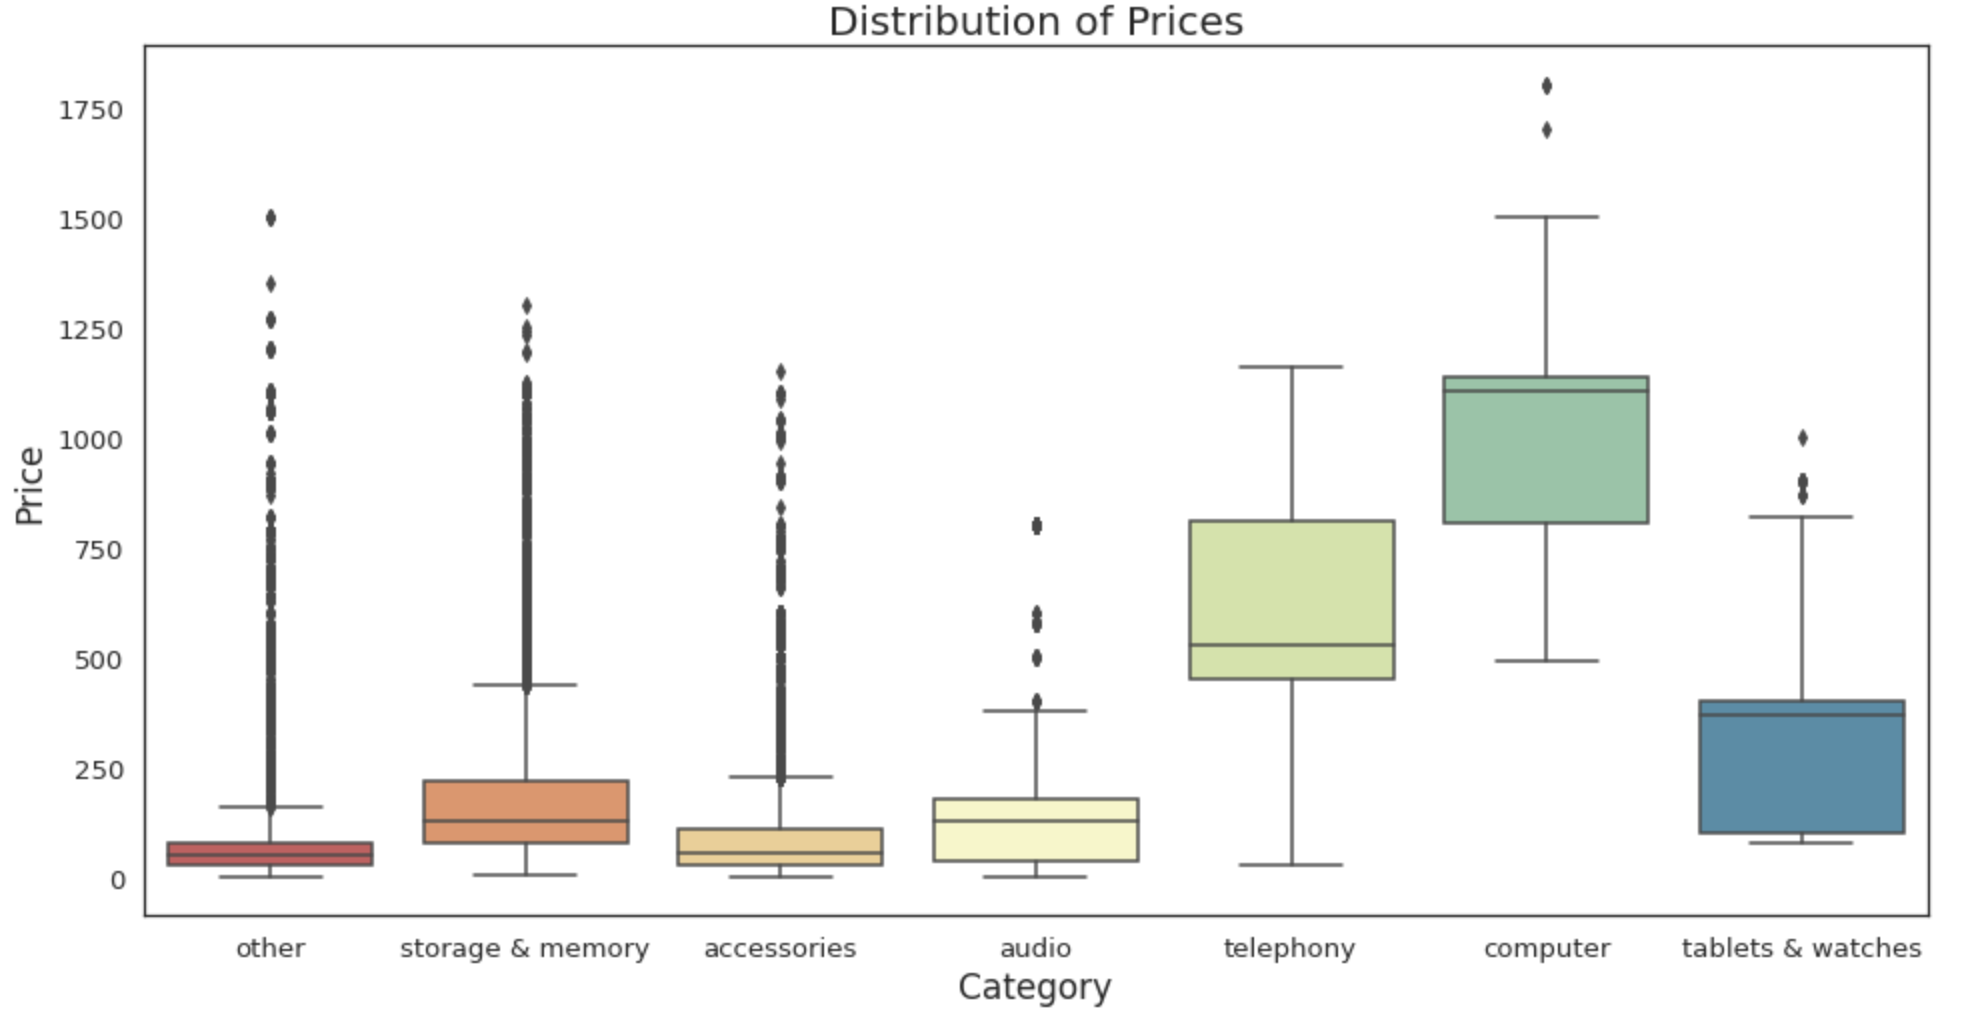 Distribution of Prices
1750
1500
1250
1000
750
500
250
0
Price
other
storage & memory
accessories
audio
telephony
computer
tablets & watches
Category